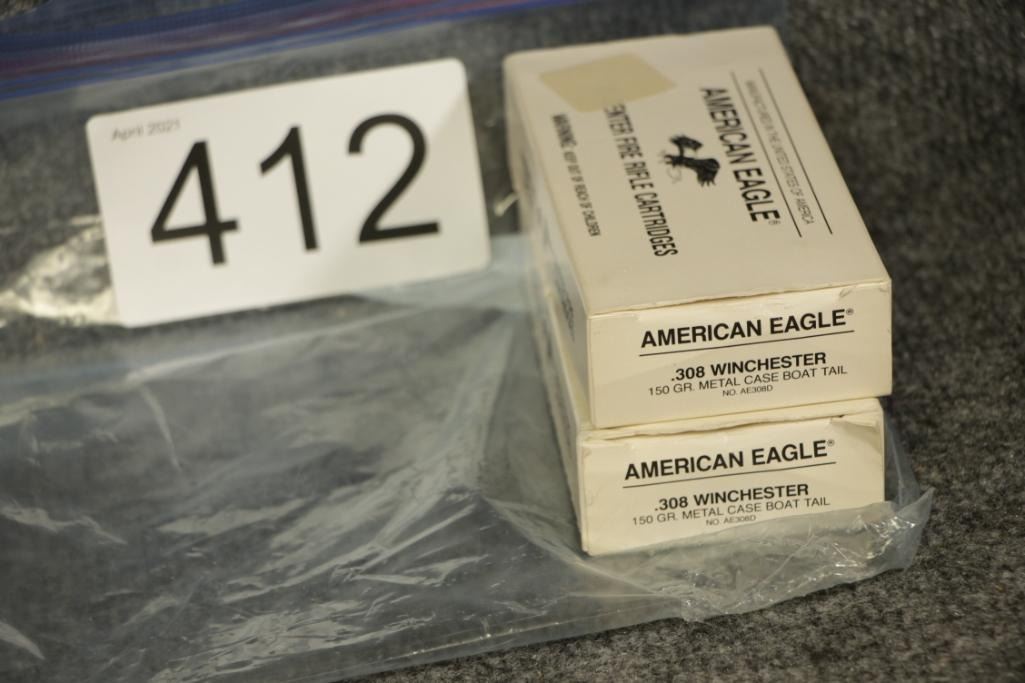 April 2021
412
MANUFACTURED IN THE UNITED STATES OF AMERICA
AMERICAN EAGLE®
ENTER FIRE RIFLE CARTRIDGES
WARNING: KEEP OUT OF REACH OF CHILDREN
AMERICAN EAGLE®
.308 WINCHESTER
150 GR. METAL CASE BOAT TAIL
NO. AE308D
AMERICAN EAGLE®
.308 WINCHESTER
150 GR. METAL CASE BOAT TAIL
NO. AE308D